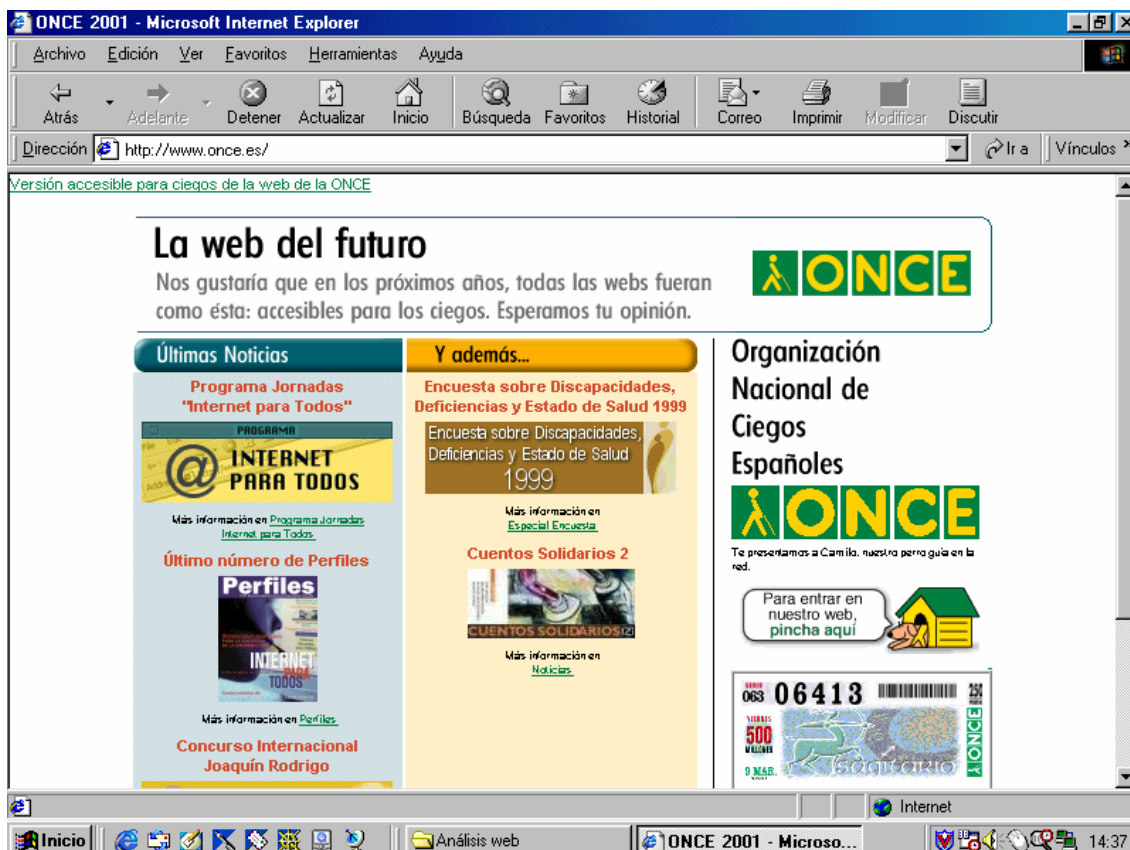 ONCE 2001 - Microsoft Internet Explorer
Archivo Edición Ver Favoritos Herramientas Ayuda
Atrás Adelante Detener Actualizar Inicio Búsqueda Favoritos Historial Correo Imprimir Modificar Discutir
Dirección http://www.once.es/ Ir a Vínculos
Versión accesible para ciegos de la web de la ONCE
La web del futuro
Nos gustaría que en los próximos años, todas las webs fueran
como ésta: accesibles para los ciegos. Esperamos tu opinión.
ONCE
Últimas Noticias
Programa Jornadas
"Internet para Todos"
PROGRAMA
@ INTERNET
PARA TODOS
Más información en Programa Jornadas
Internet para Todos
Último número de Perfiles
Perfiles
INTERNET
PARA
TODOS
Más información en Perfiles
Concurso Internacional
Joaquín Rodrigo
Y además...
Encuesta sobre Discapacidades,
Deficiencias y Estado de Salud 1999
Encuesta sobre Discapacidades,
Deficiencias y Estado de Salud
1999
Más información en
Especial Encuesta
Cuentos Solidarios 2
CUENTOS SOLIDARIOS(2)
Más información en
Noticias
Organización
Nacional de
Ciegos
Españoles
ONCE
Te presentamos a Camila, nuestra perra guía en la
red.
Para entrar en
nuestro web,
pincha aquí
SERIE
063 06413 250
VIERNES
500
MILLONES
9 MAR.
sagitario
ONCE
Internet
Inicio Análisis web ONCE 2001 - Microso... 14:37